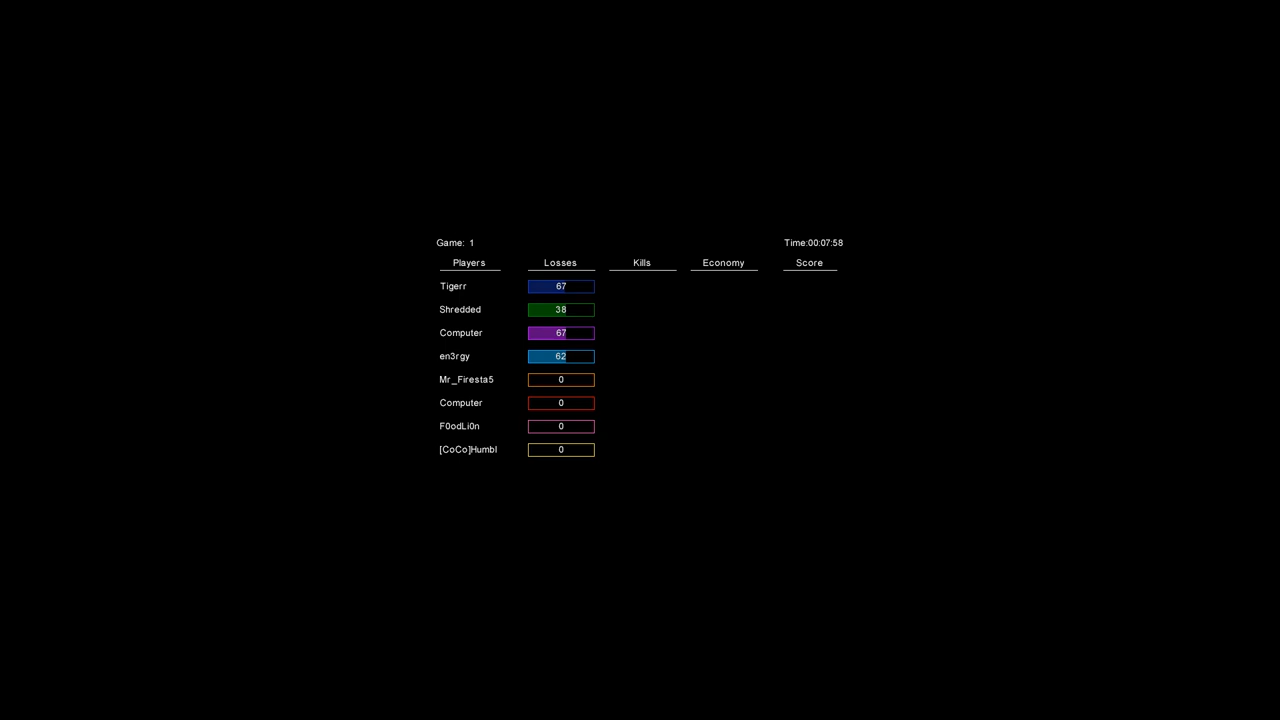 Game: 1 Time:00:07:58
Players Losses Kills Economy Score
Tigerr 67
Shredded 38
Computer 67
en3rgy 62
Mr_Firesta5 0
Computer 0
F0odLi0n 0
[CoCo]Humbl 0